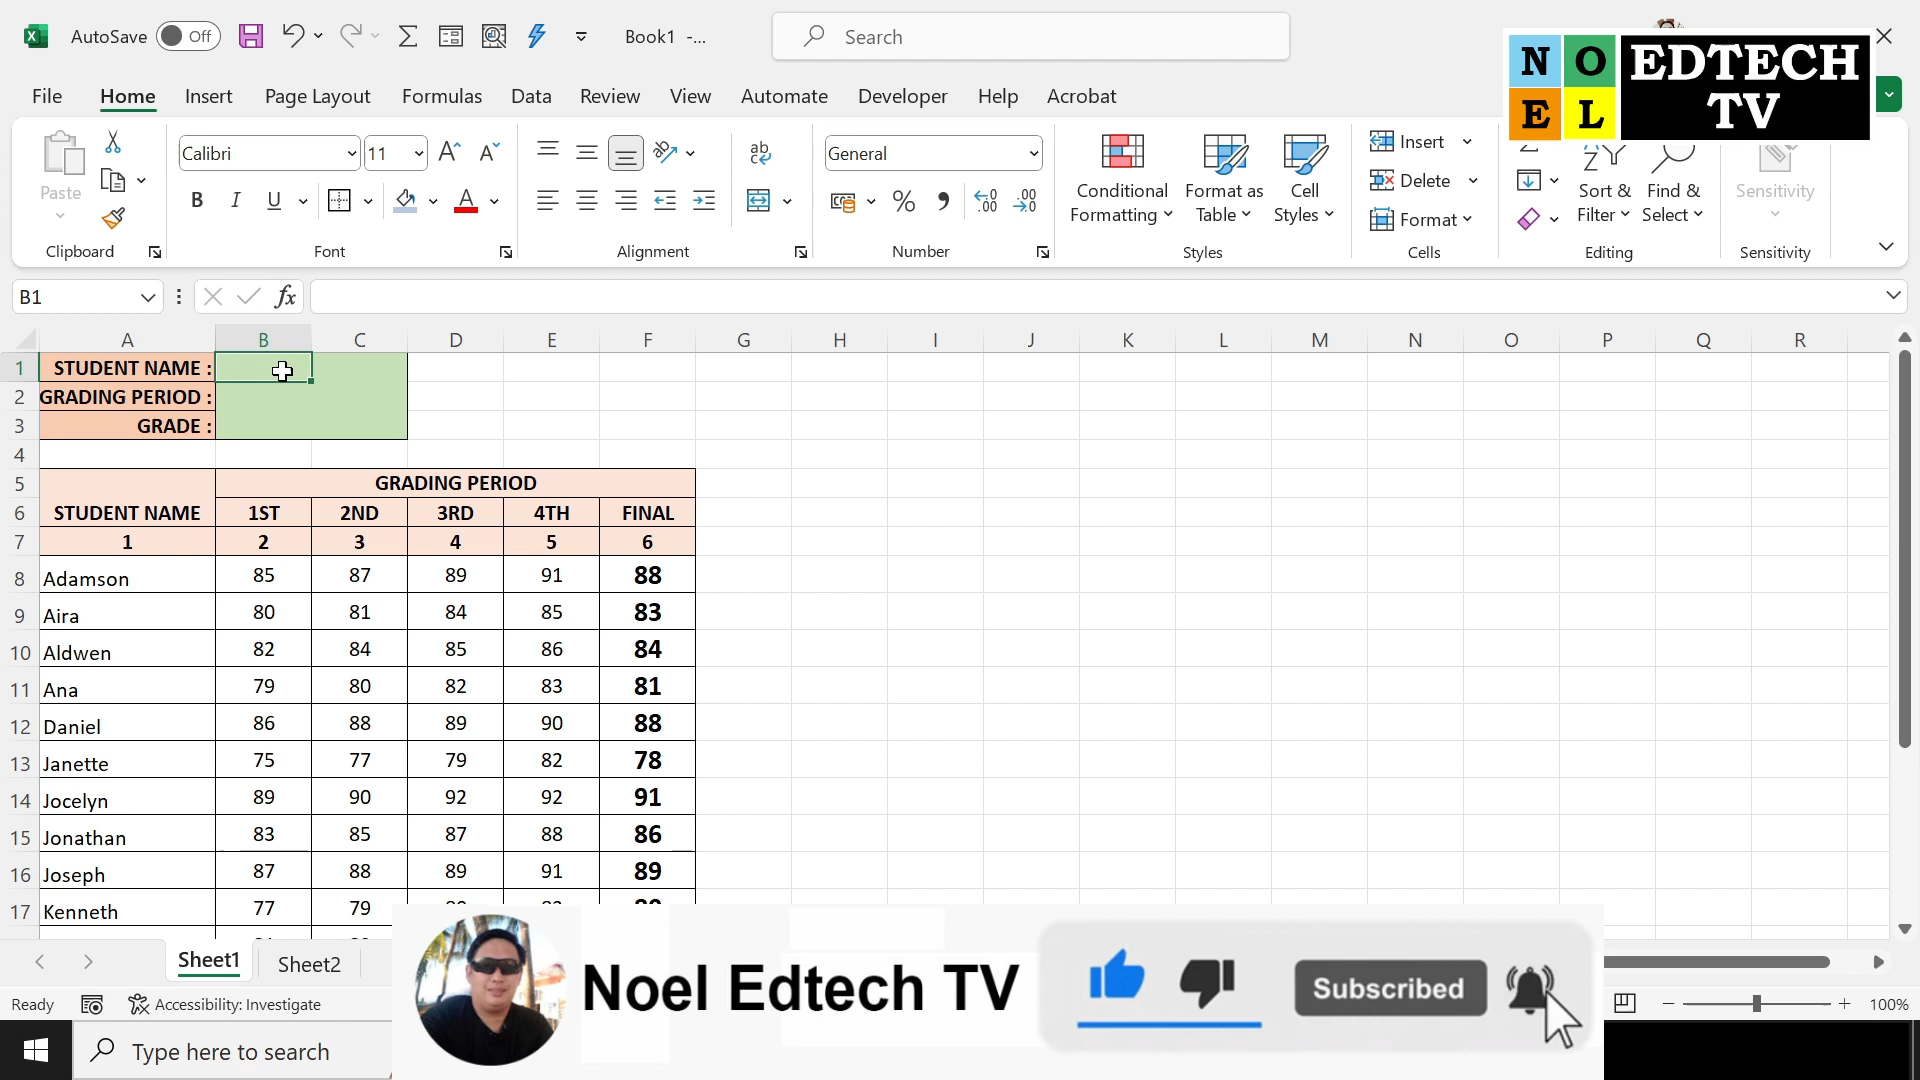 AutoSave Off Book1 -... Search
N O
E L
EDTECH
TV
File Home Insert Page Layout Formulas Data Review View Automate Developer Help Acrobat
Paste
Clipboard
Calibri 11
B I U A
Font
ab
Alignment
General
% .00
Number
Conditional
Formatting
Format as
Table
Cell
Styles
Styles
Insert
Delete
Format
Cells
Sort &
Filter
Find &
Select
Editing
Sensitivity
Sensitivity
B1 fx
A B C D E F G H I J K L M N O P Q R
1 STUDENT NAME :
2 GRADING PERIOD :
3 GRADE :
4
5 GRADING PERIOD
6 STUDENT NAME 1ST 2ND 3RD 4TH FINAL
7 1 2 3 4 5 6
8 Adamson 85 87 89 91 88
9 Aira 80 81 84 85 83
10 Aldwen 82 84 85 86 84
11 Ana 79 80 82 83 81
12 Daniel 86 88 89 90 88
13 Janette 75 77 79 82 78
14 Jocelyn 89 90 92 92 91
15 Jonathan 83 85 87 88 86
16 Joseph 87 88 89 91 89
17 Kenneth 77 79
Sheet1 Sheet2
Noel Edtech TV
Subscribed
Ready Accessibility: Investigate 100%
Type here to search